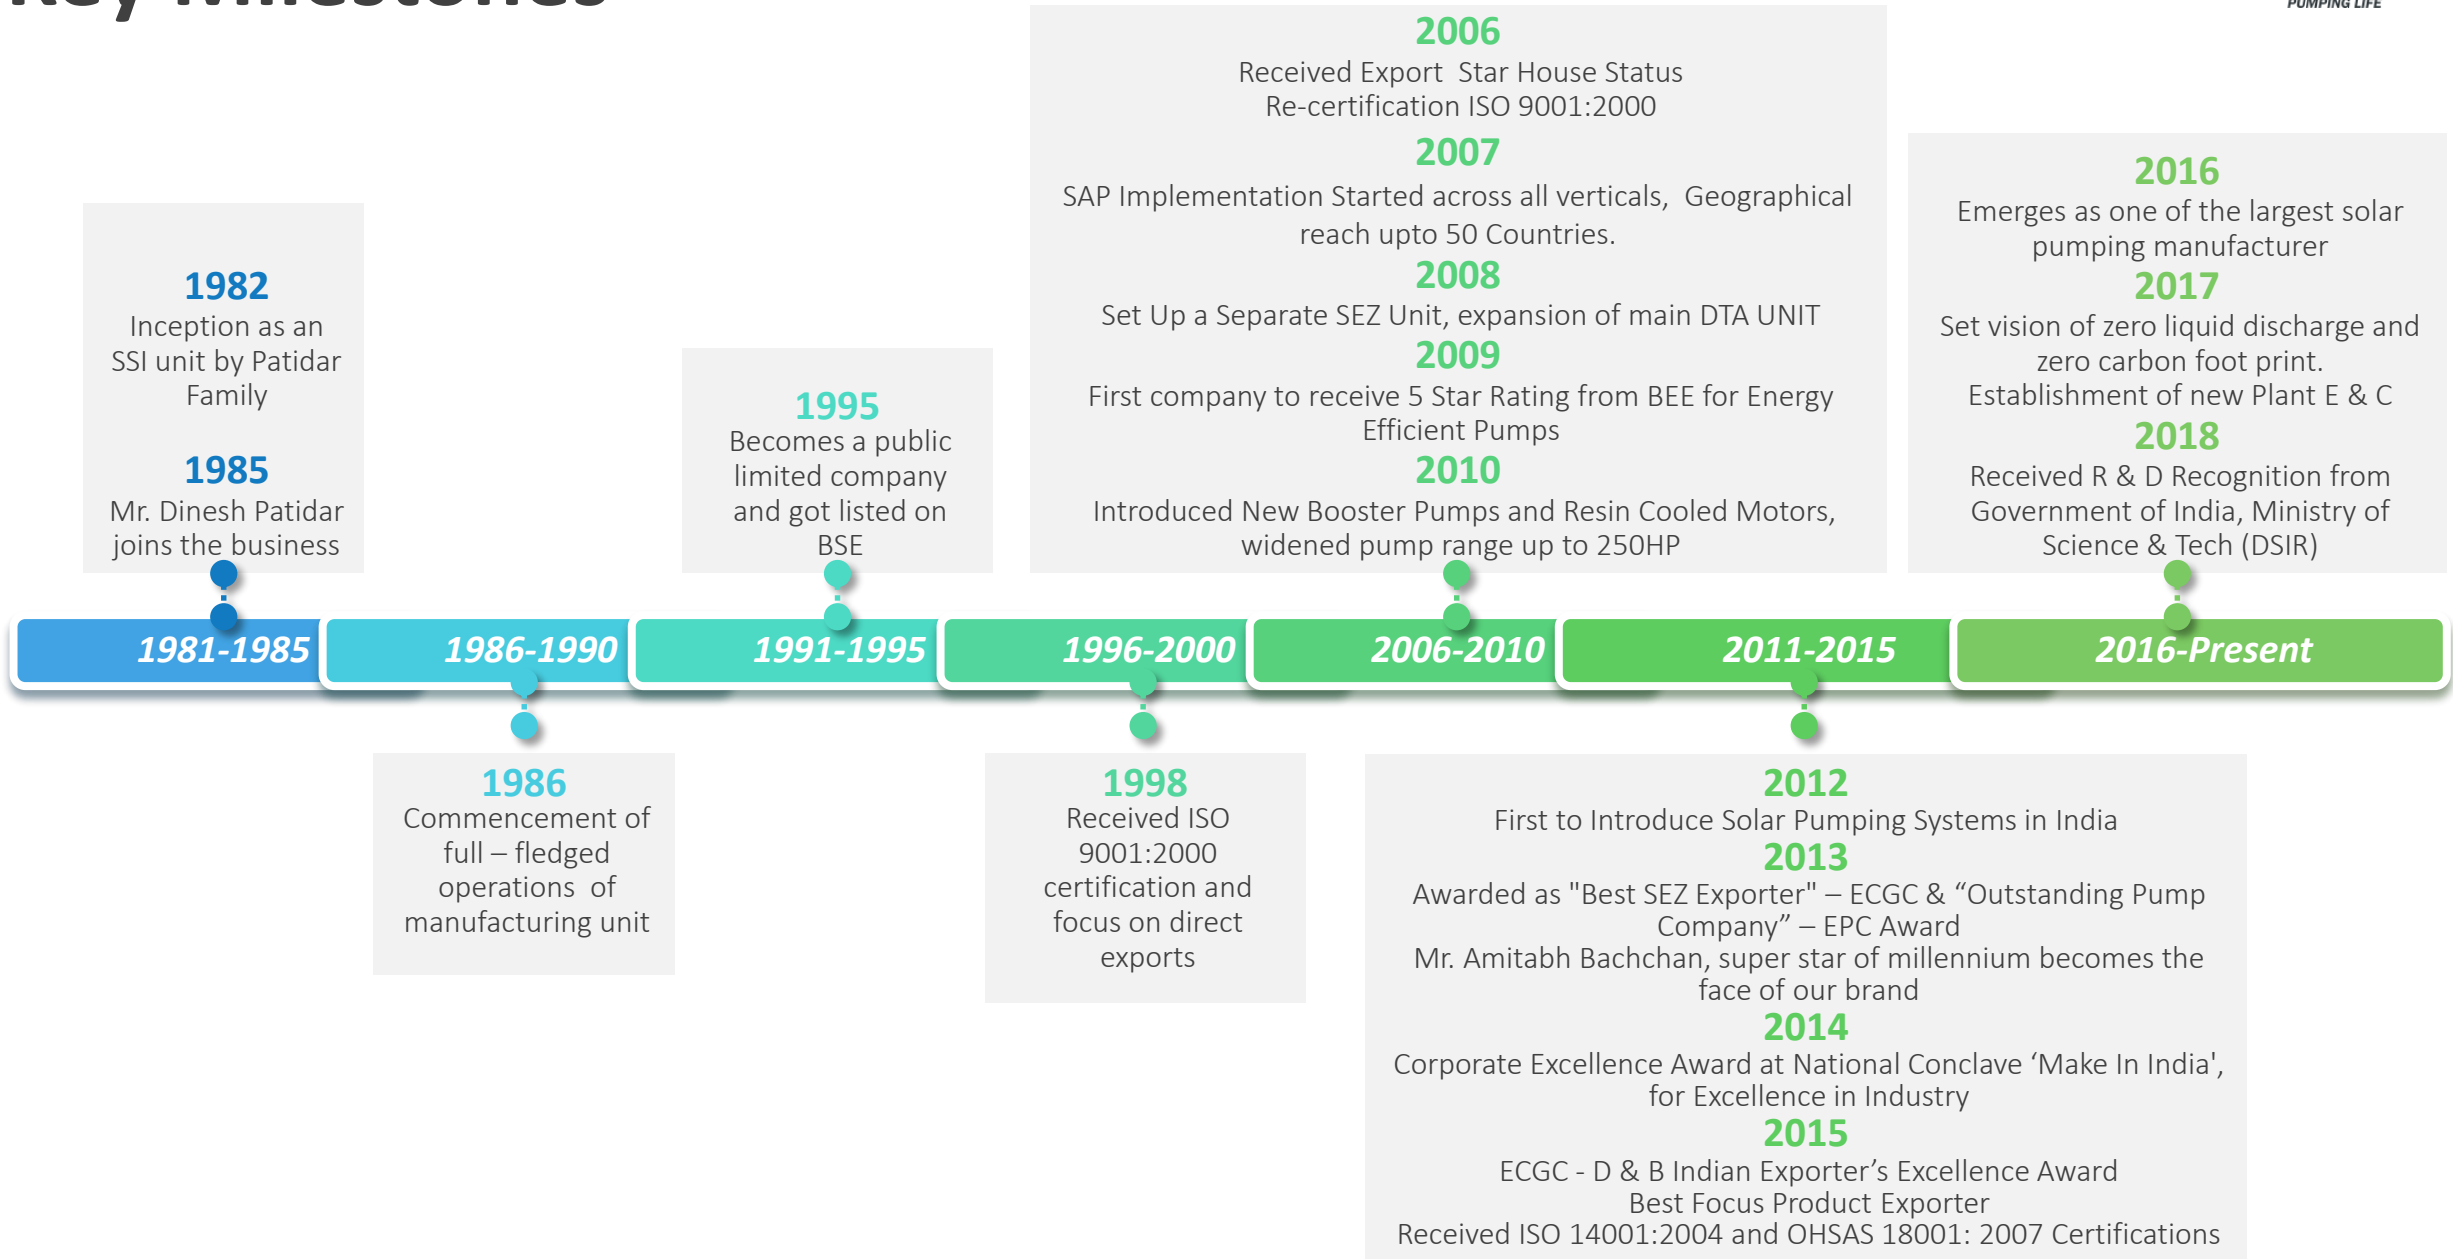 Key Milestones
PUMPING LIFE
1982
Inception as an
SSI unit by Patidar
Family
1985
Mr. Dinesh Patidar
joins the business
1995
Becomes a public
limited company
and got listed on
BSE
2006
Received Export  Star House Status
Re-certification ISO 9001:2000
2007
SAP Implementation Started across all verticals,  Geographical
reach upto 50 Countries.
2008
Set Up a Separate SEZ Unit, expansion of main DTA UNIT
2009
First company to receive 5 Star Rating from BEE for Energy
Efficient Pumps
2010
Introduced New Booster Pumps and Resin Cooled Motors,
widened pump range up to 250HP
2016
Emerges as one of the largest solar
pumping manufacturer
2017
Set vision of zero liquid discharge and
zero carbon foot print.
Establishment of new Plant E & C
2018
Received R & D Recognition from
Government of India, Ministry of
Science & Tech (DSIR)
1981-1985
1986-1990
1991-1995
1996-2000
2006-2010
2011-2015
2016-Present
1986
Commencement of
full – fledged
operations  of
manufacturing unit
1998
Received ISO
9001:2000
certification and
focus on direct
exports
2012
First to Introduce Solar Pumping Systems in India
2013
Awarded as "Best SEZ Exporter" – ECGC & “Outstanding Pump
Company” – EPC Award
Mr. Amitabh Bachchan, super star of millennium becomes the
face of our brand
2014
Corporate Excellence Award at National Conclave ‘Make In India',
for Excellence in Industry
2015
ECGC - D & B Indian Exporter’s Excellence Award
Best Focus Product Exporter
Received ISO 14001:2004 and OHSAS 18001: 2007 Certifications